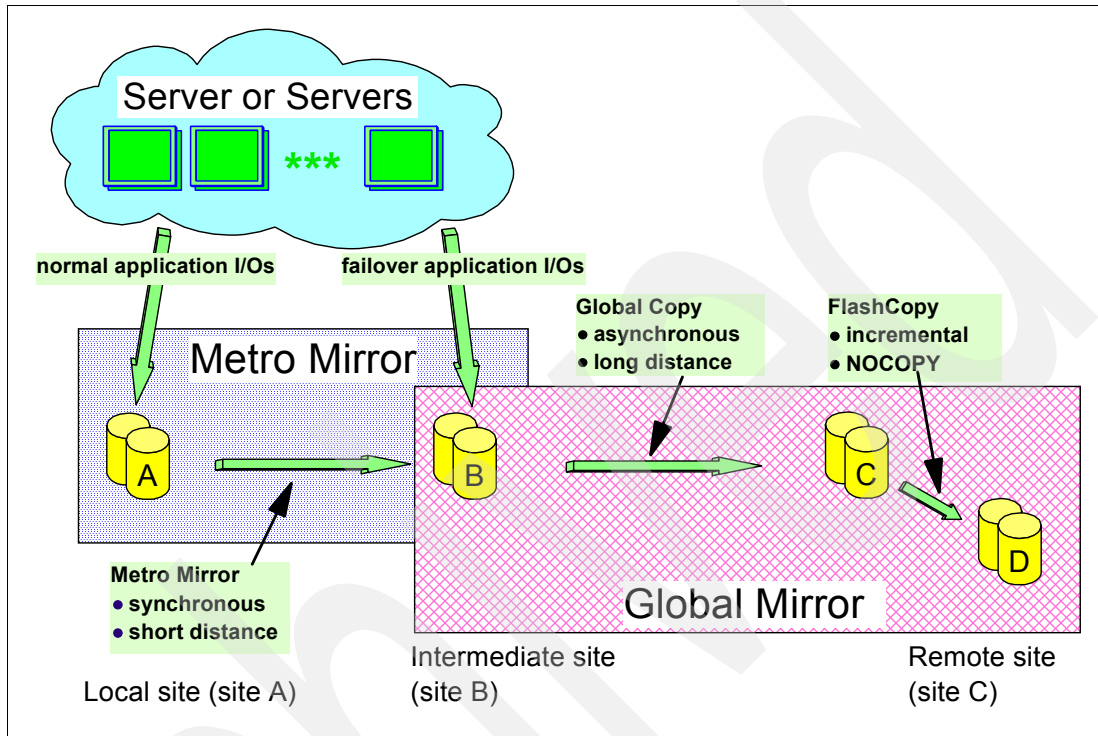 Server or Servers
***
normal application I/Os
failover application I/Os
Global Copy
• asynchronous
• long distance
FlashCopy
• incremental
• NOCOPY
Metro Mirror
A
B
C
D
Metro Mirror
• synchronous
• short distance
Global Mirror
Local site (site A)
Intermediate site
(site B)
Remote site
(site C)